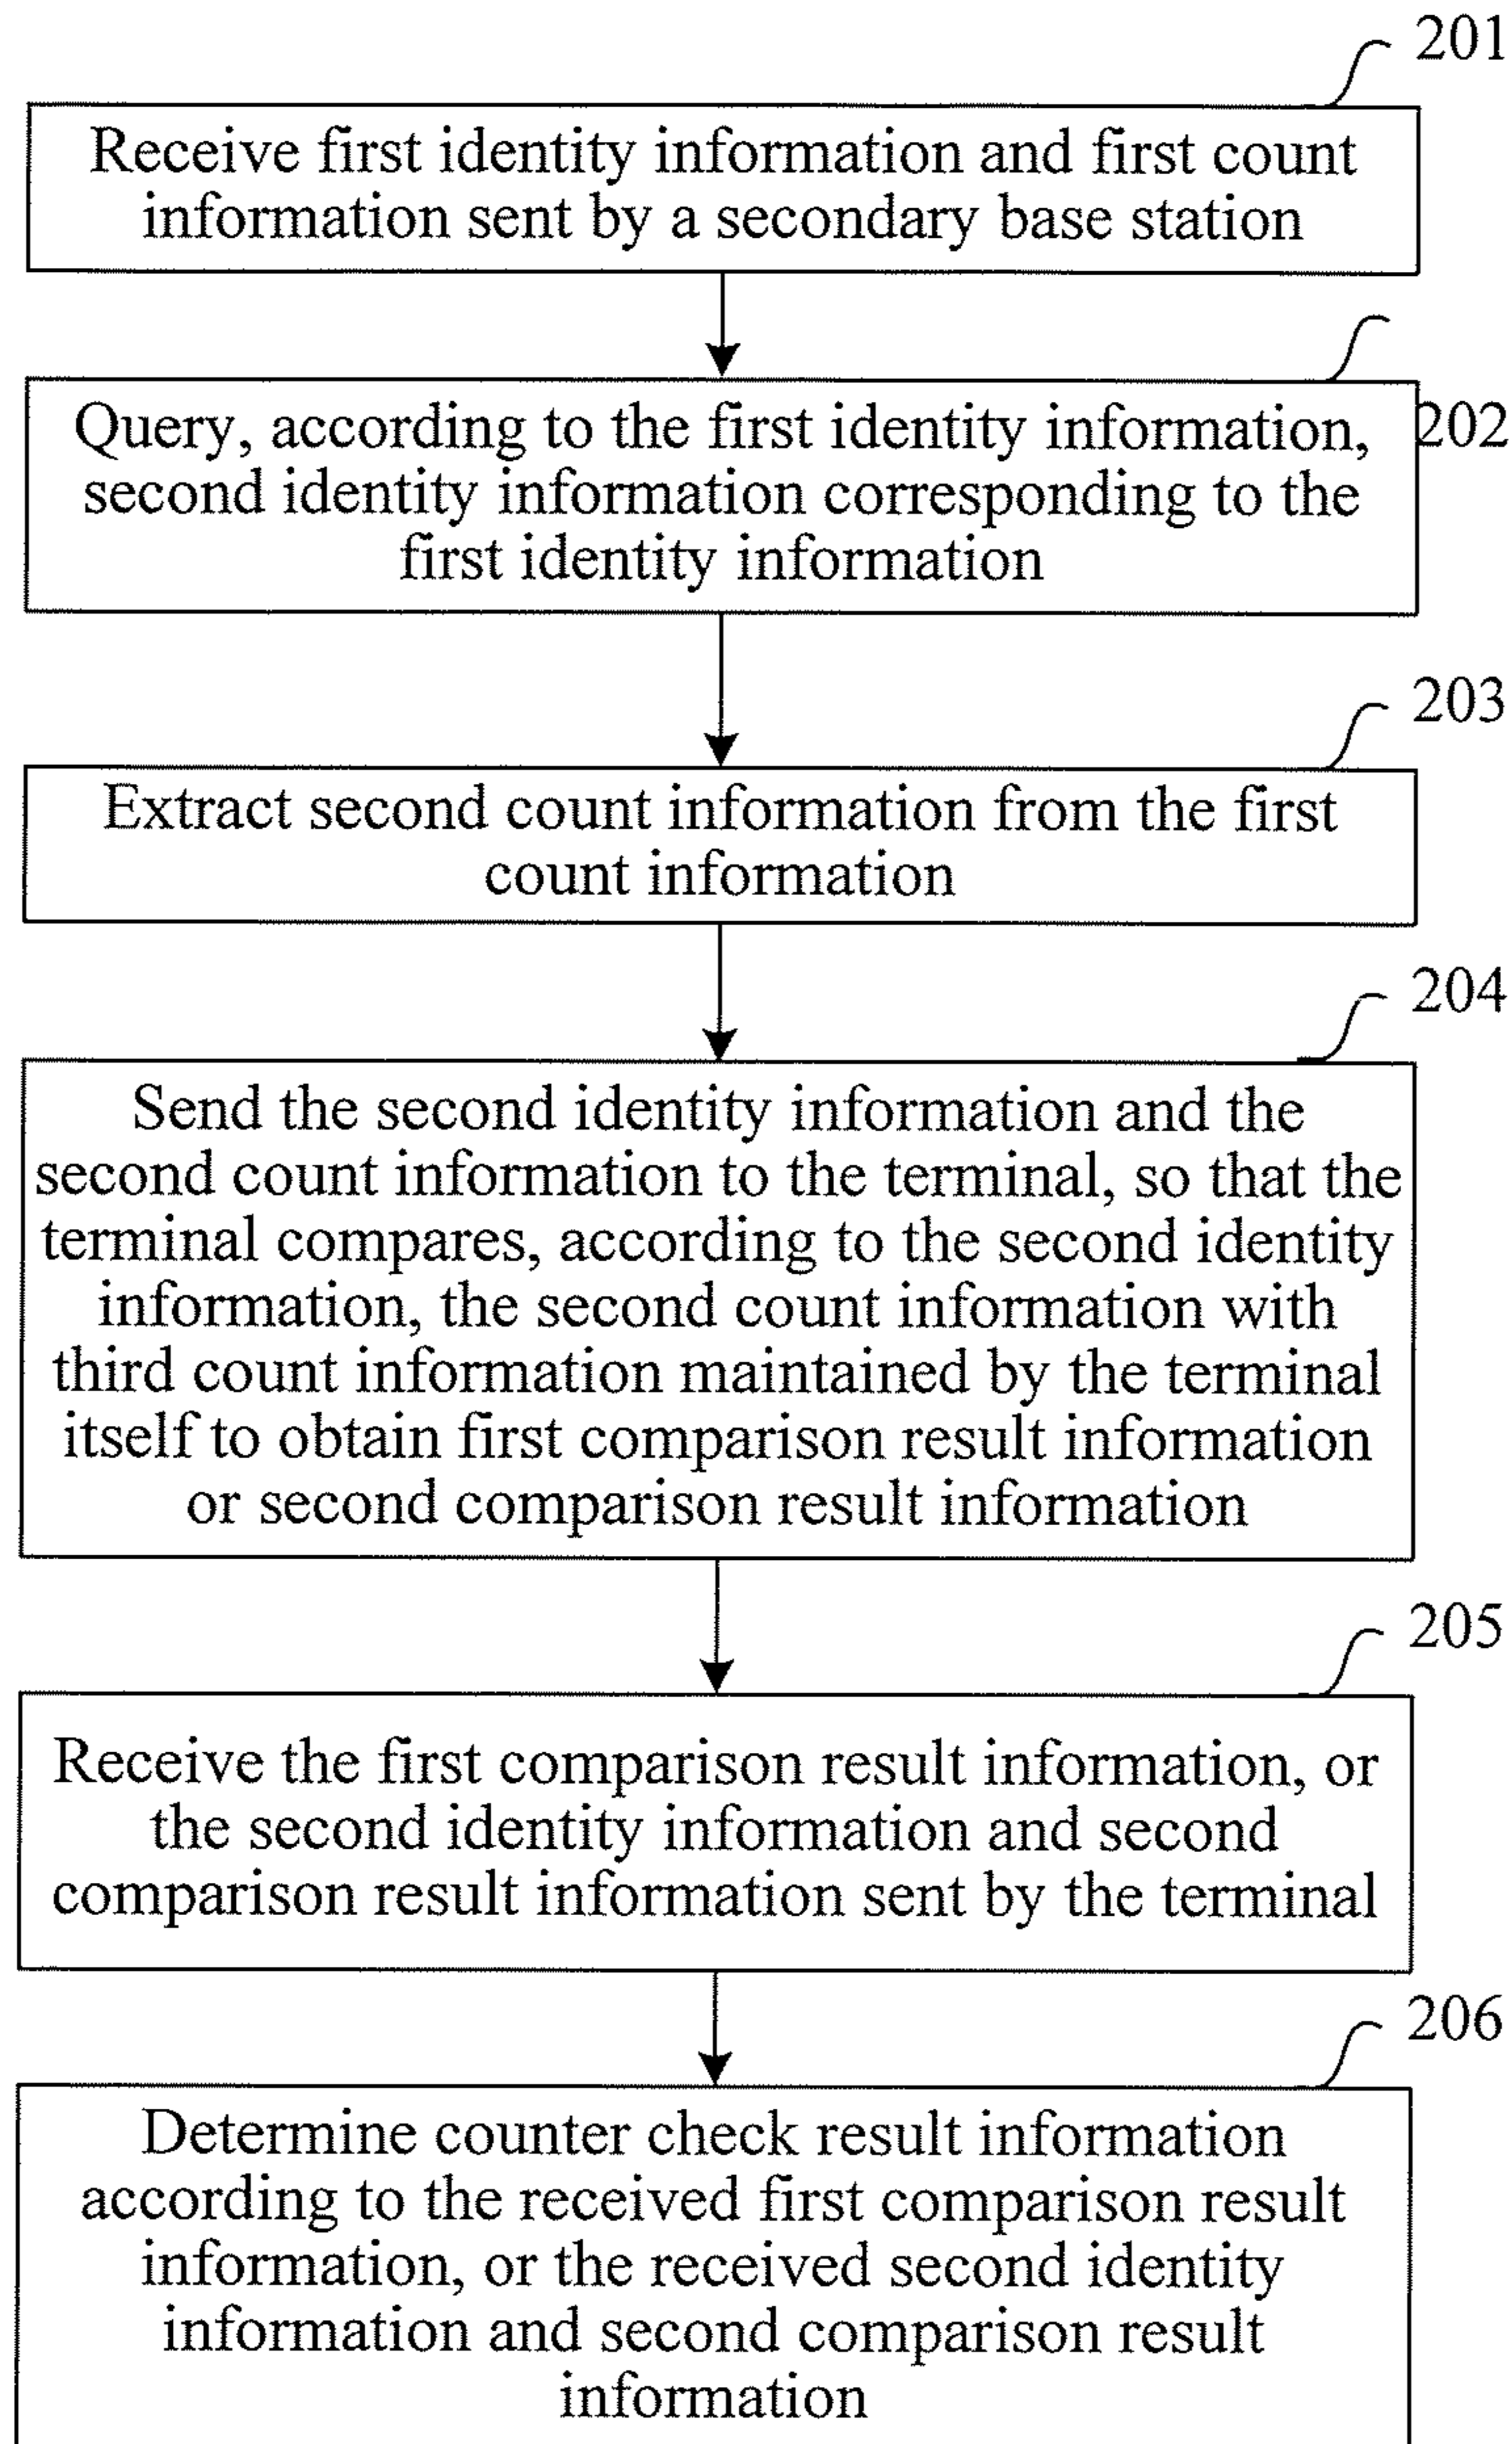 201
Receive first identity information and first count
information sent by a secondary base station
202
Query, according to the first identity information,
second identity information corresponding to the
first identity information
203
Extract second count information from the first
count information
204
Send the second identity information and the
second count information to the terminal, so that the
terminal compares, according to the second identity
information, the second count information with
third count information maintained by the terminal
itself to obtain first comparison result information
or second comparison result information
205
Receive the first comparison result information, or
the second identity information and second
comparison result information sent by the terminal
206
Determine counter check result information
according to the received first comparison result
information, or the received second identity
information and second comparison result
information